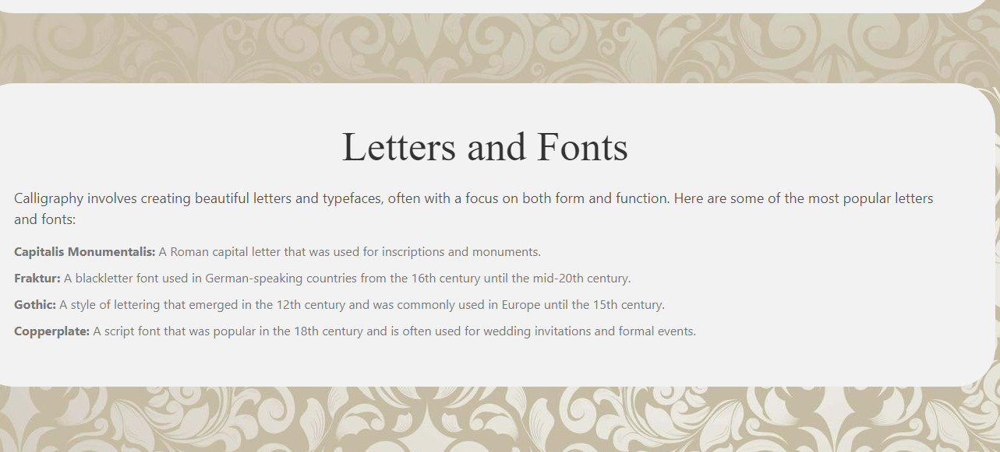 Letters and Fonts
Calligraphy involves creating beautiful letters and typefaces, often with a focus on both form and function. Here are some of the most popular letters
and fonts:
Capitalis Monumentalis: A Roman capital letter that was used for inscriptions and monuments.
Fraktur: A blackletter font used in German-speaking countries from the 16th century until the mid-20th century.
Gothic: A style of lettering that emerged in the 12th century and was commonly used in Europe until the 15th century.
Copperplate: A script font that was popular in the 18th century and is often used for wedding invitations and formal events.